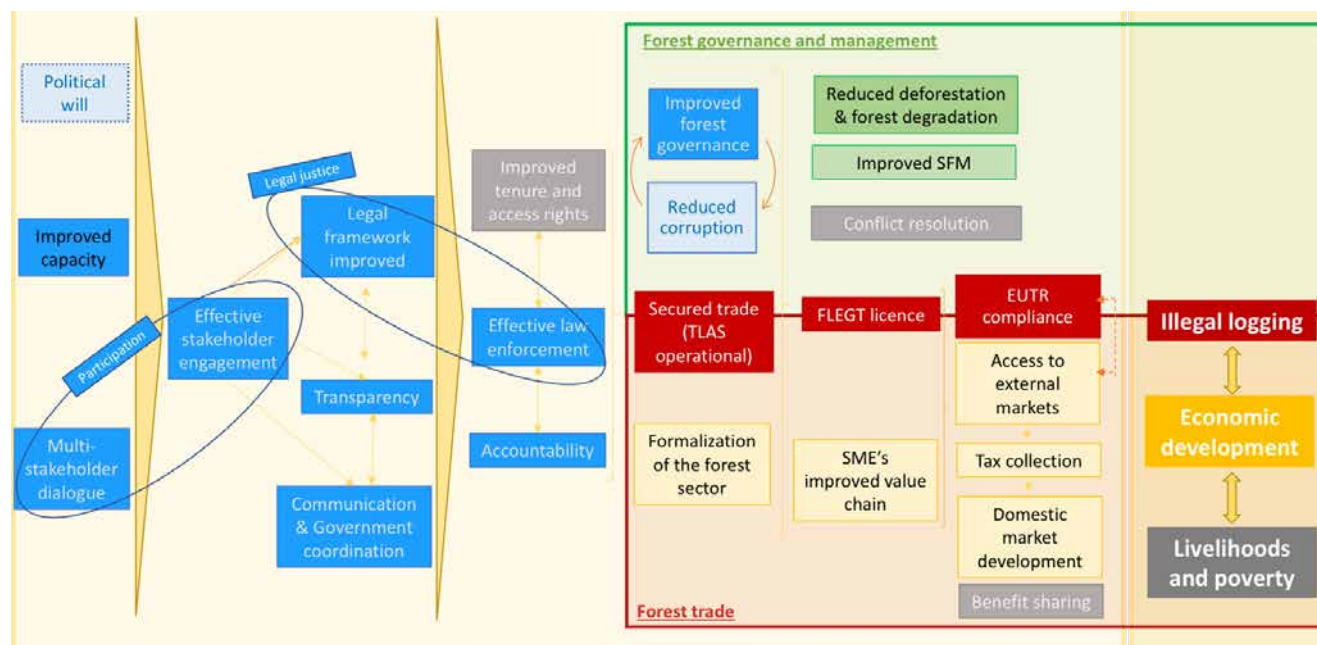 Political
will
Improved
capacity
Participation
Multi-
stakeholder
dialogue
Effective
stakeholder
engagement
Legal justice
Legal
framework
improved
Transparency
Communication
& Government
coordination
Improved
tenure and
access rights
Effective law
enforcement
Accountability
Forest governance and management
Improved
forest
governance
Reduced
corruption
Reduced deforestation
& forest degradation
Improved SFM
Conflict resolution
Secured trade
(TLAS
operational)
FLEGT licence
EUTR
compliance
Access to
external
markets
Formalization
of the forest
sector
SME's
improved value
chain
Tax collection
Domestic
market
development
Benefit sharing
Forest trade
Illegal logging
Economic
development
Livelihoods
and poverty